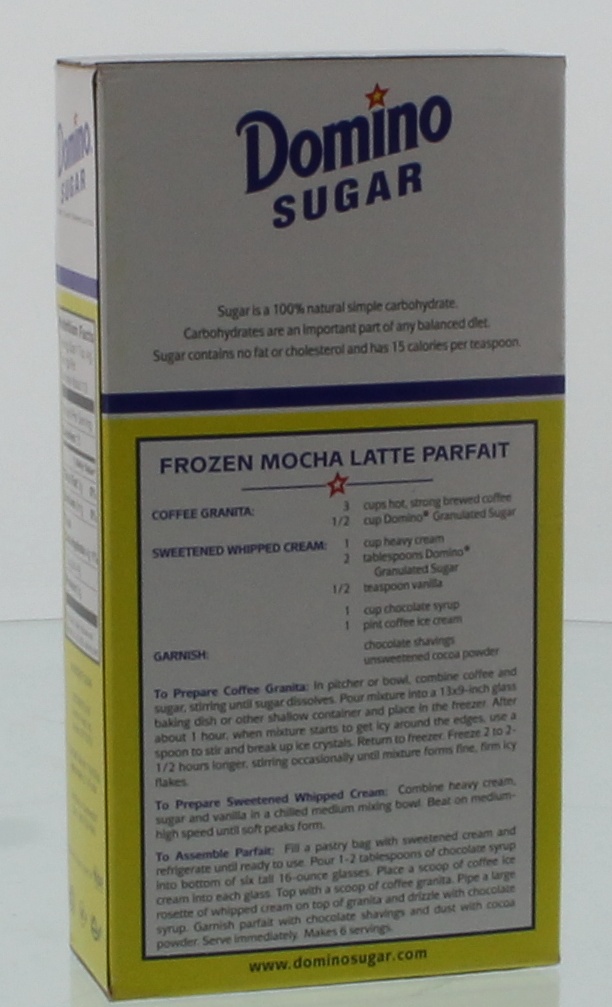 Domino
SUGAR
Sugar is a 100% natural simple carbohydrate.
Carbohydrates are an important part of any balanced diet.
Sugar contains no fat or cholesterol and has 15 calories per teaspoon.
FROZEN MOCHA LATTE PARFAIT
COFFEE GRANITA: 3 cups hot, strong brewed coffee
1/2 cup Domino® Granulated Sugar
SWEETENED WHIPPED CREAM: 1 cup heavy cream
2 tablespoons Domino®
Granulated Sugar
1/2 teaspoon vanilla
1 cup chocolate syrup
1 pint coffee ice cream
GARNISH: chocolate shavings
unsweetened cocoa powder
To Prepare Coffee Granita: In pitcher or bowl, combine coffee and
sugar, stirring until sugar dissolves. Pour mixture into a 13x9-inch glass
baking dish or other shallow container and place in the freezer. After
about 1 hour, when mixture starts to get icy around the edges, use a
spoon to stir and break up ice crystals. Return to freezer. Freeze 2 to 2-
1/2 hours longer, stirring occasionally until mixture forms fine, firm icy
flakes.
To Prepare Sweetened Whipped Cream: Combine heavy cream,
sugar and vanilla in a chilled medium mixing bowl. Beat on medium-
high speed until soft peaks form.
To Assemble Parfait: Fill a pastry bag with sweetened cream and
refrigerate until ready to use. Pour 1-2 tablespoons of chocolate syrup
into bottom of six tall 16-ounce glasses. Place a scoop of coffee ice
cream into each glass. Top with a scoop of coffee granita. Pipe a large
rosette of whipped cream on top of granita and drizzle with chocolate
syrup. Garnish parfait with chocolate shavings and dust with cocoa
powder. Serve immediately. Makes 6 servings.
www.dominosugar.com
Domino
SUGAR
Nutrition Facts